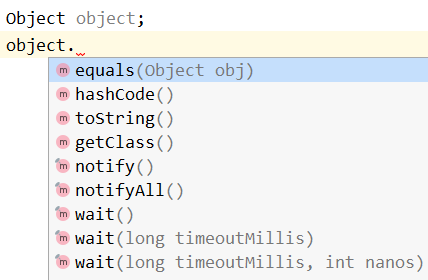 Object object;
object.
m equals(Object obj)
m hashCode()
m toString()
m getClass()
m notify()
m notifyAll()
m wait()
m wait(long timeoutMillis)
m wait(long timeoutMillis, int nanos)